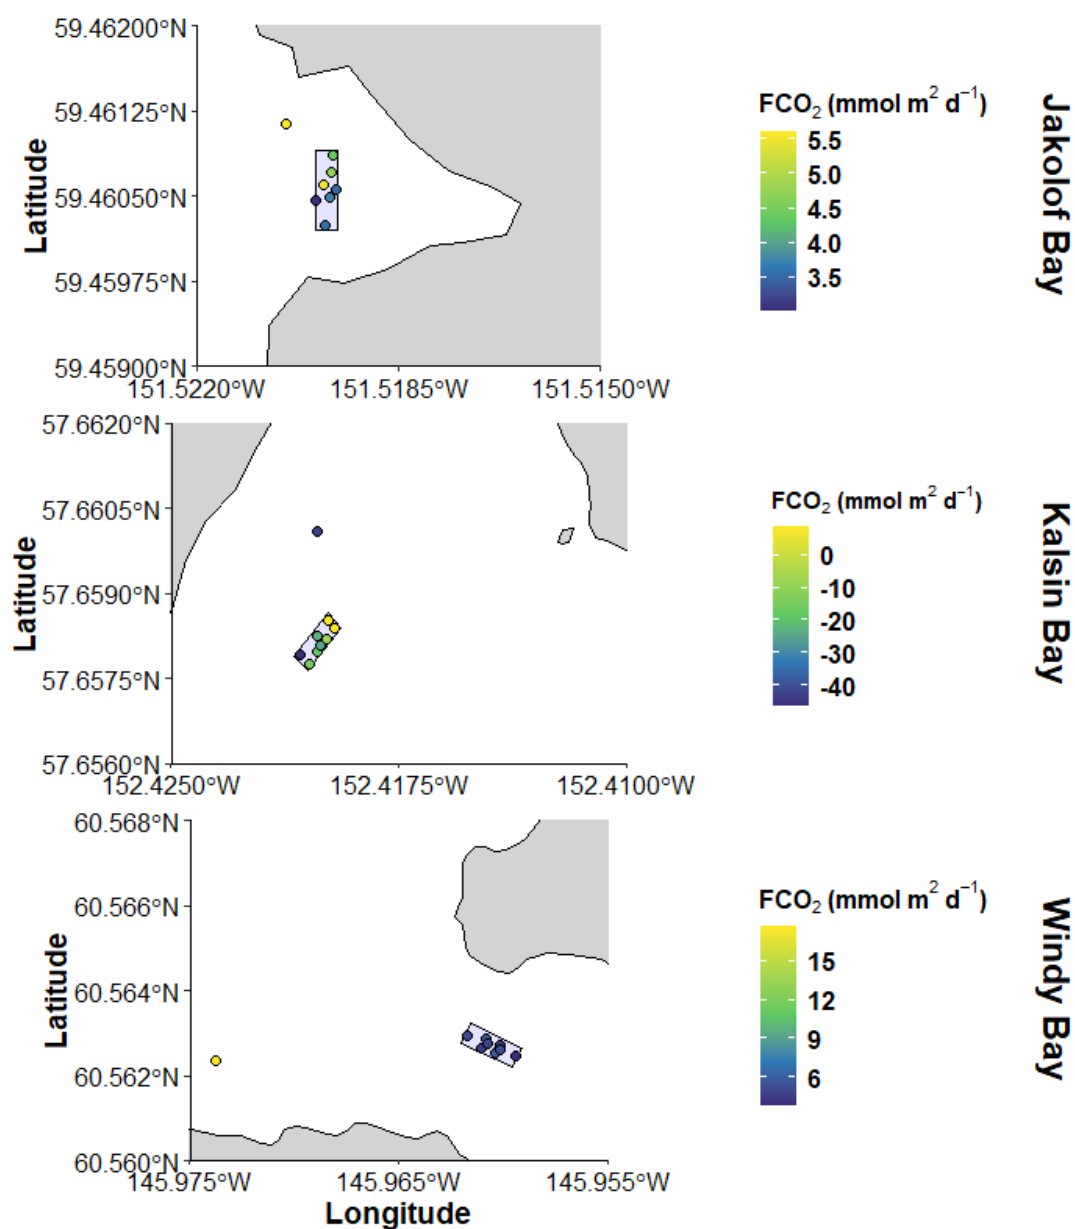 59.46200°N
59.46125°N
59.46050°N
59.45975°N
59.45900°N
Latitude
151.5220°W 151.5185°W 151.5150°W
FCO₂ (mmol m² d⁻¹)
5.5
5.0
4.5
4.0
3.5
Jakolof Bay
57.6620°N
57.6605°N
57.6590°N
57.6575°N
57.6560°N
Latitude
152.4250°W 152.4175°W 152.4100°W
FCO₂ (mmol m² d⁻¹)
0
-10
-20
-30
-40
Kalsin Bay
60.568°N
60.566°N
60.564°N
60.562°N
60.560°N
Latitude
145.975°W 145.965°W 145.955°W
Longitude
FCO₂ (mmol m² d⁻¹)
15
12
9
6
Windy Bay